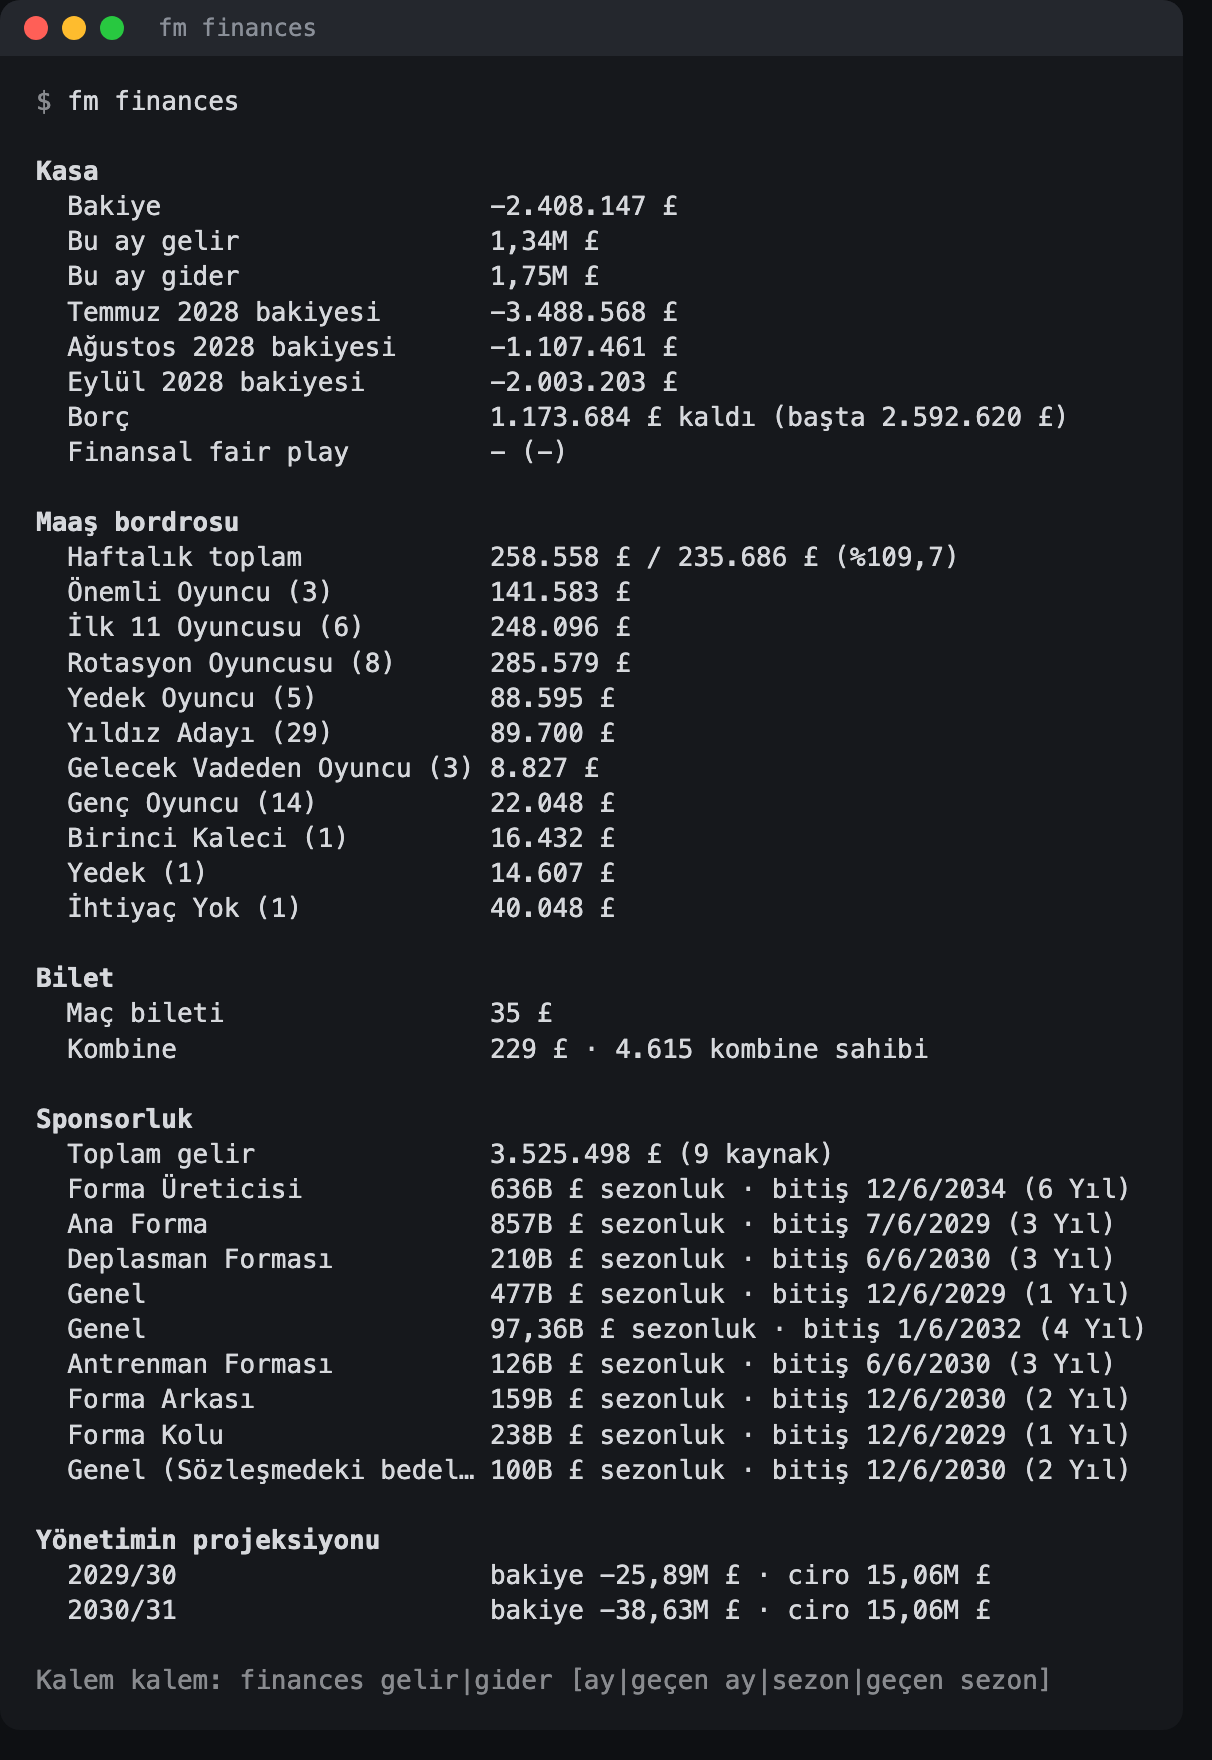 fm finances
$ fm finances
Kasa
Bakiye −2.408.147 £
Bu ay gelir 1,34M £
Bu ay gider 1,75M £
Temmuz 2028 bakiyesi −3.488.568 £
Ağustos 2028 bakiyesi −1.107.461 £
Eylül 2028 bakiyesi −2.003.203 £
Borç 1.173.684 £ kaldı (başta 2.592.620 £)
Finansal fair play — (—)
Maaş bordrosu
Haftalık toplam 258.558 £ / 235.686 £ (%109,7)
Önemli Oyuncu (3) 141.583 £
İlk 11 Oyuncusu (6) 248.096 £
Rotasyon Oyuncusu (8) 285.579 £
Yedek Oyuncu (5) 88.595 £
Yıldız Adayı (29) 89.700 £
Gelecek Vadeden Oyuncu (3) 8.827 £
Genç Oyuncu (14) 22.048 £
Birinci Kaleci (1) 16.432 £
Yedek (1) 14.607 £
İhtiyaç Yok (1) 40.048 £
Bilet
Maç bileti 35 £
Kombine 229 £ · 4.615 kombine sahibi
Sponsorluk
Toplam gelir 3.525.498 £ (9 kaynak)
Forma Üreticisi 636B £ sezonluk · bitiş 12/6/2034 (6 Yıl)
Ana Forma 857B £ sezonluk · bitiş 7/6/2029 (3 Yıl)
Deplasman Forması 210B £ sezonluk · bitiş 6/6/2030 (3 Yıl)
Genel 477B £ sezonluk · bitiş 12/6/2029 (1 Yıl)
Genel 97,36B £ sezonluk · bitiş 1/6/2032 (4 Yıl)
Antrenman Forması 126B £ sezonluk · bitiş 6/6/2030 (3 Yıl)
Forma Arkası 159B £ sezonluk · bitiş 12/6/2030 (2 Yıl)
Forma Kolu 238B £ sezonluk · bitiş 12/6/2029 (1 Yıl)
Genel (Sözleşmedeki bedel… 100B £ sezonluk · bitiş 12/6/2030 (2 Yıl)
Yönetimin projeksiyonu
2029/30 bakiye −25,89M £ · ciro 15,06M £
2030/31 bakiye −38,63M £ · ciro 15,06M £
Kalem kalem: finances gelir|gider [ay|geçen ay|sezon|geçen sezon]